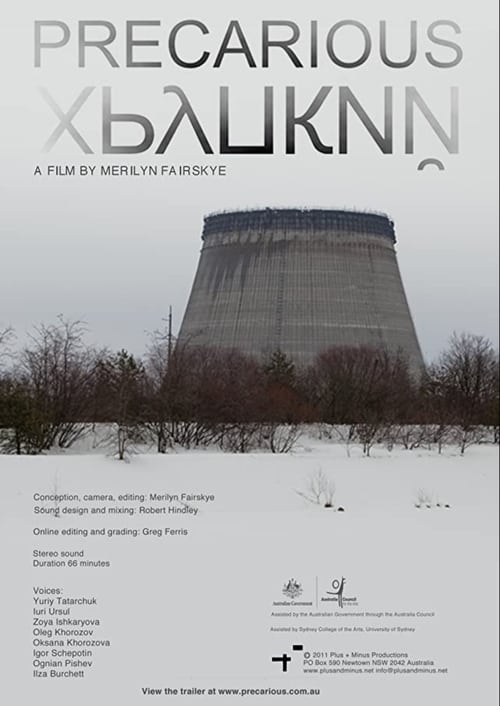 PRECARIOUS
ХРУПКИЙ
A FILM BY MERILYN FAIRSKYE
Conception, camera, editing: Merilyn Fairskye
Sound design and mixing: Robert Hindley
Online editing and grading: Greg Ferris
Stereo sound
Duration 66 minutes
Voices:
Yuriy Tatarchuk
Iuri Ursul
Zoya Ishkaryova
Oleg Khorozov
Oksana Khorozova
Igor Schepotin
Ognian Pishev
Ilza Burchett
Australian Government
Australia Council
for the Arts
Assisted by the Australian Government through the Australia Council
Assisted by Sydney College of the Arts, University of Sydney
© 2011 Plus + Minus Productions
PO Box 590 Newtown NSW 2042 Australia
www.plusandminus.net info@plusandminus.net
View the trailer at www.precarious.com.au